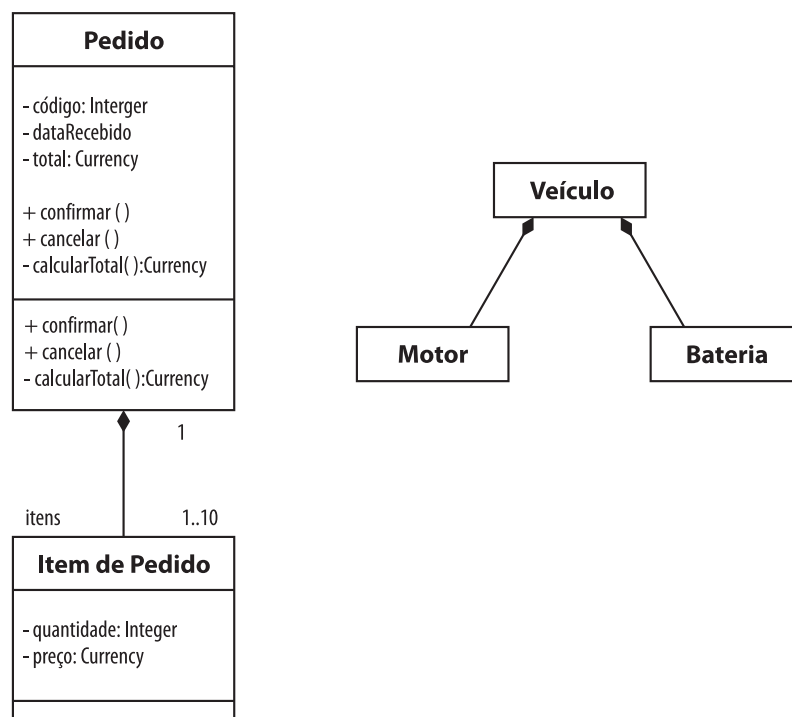 Pedido
- código: Interger
- dataRecebido
- total: Currency
+ confirmar ( )
+ cancelar ( )
- calcularTotal( ):Currency
+ confirmar( )
+ cancelar ( )
- calcularTotal( ):Currency
1
itens 1..10
Item de Pedido
- quantidade: Integer
- preço: Currency
Veículo
Motor Bateria